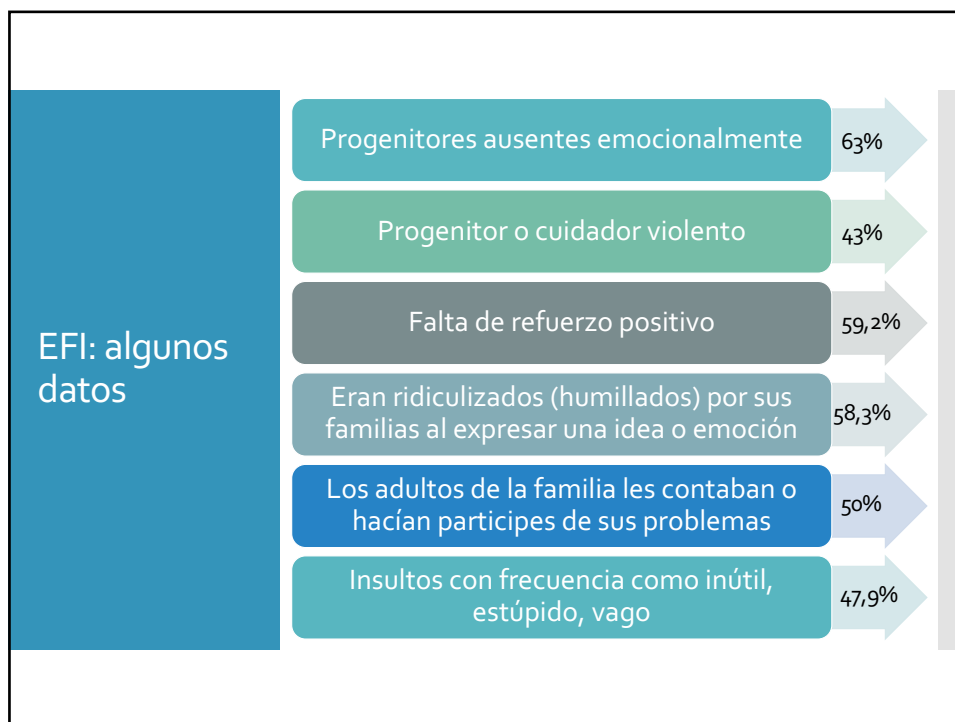 EFI: algunos
datos
Progenitores ausentes emocionalmente
63%
Progenitor o cuidador violento
43%
Falta de refuerzo positivo
59,2%
Eran ridiculizados (humillados) por sus
familias al expresar una idea o emoción
58,3%
Los adultos de la familia les contaban o
hacían participes de sus problemas
50%
Insultos con frecuencia como inútil,
estúpido, vago
47,9%